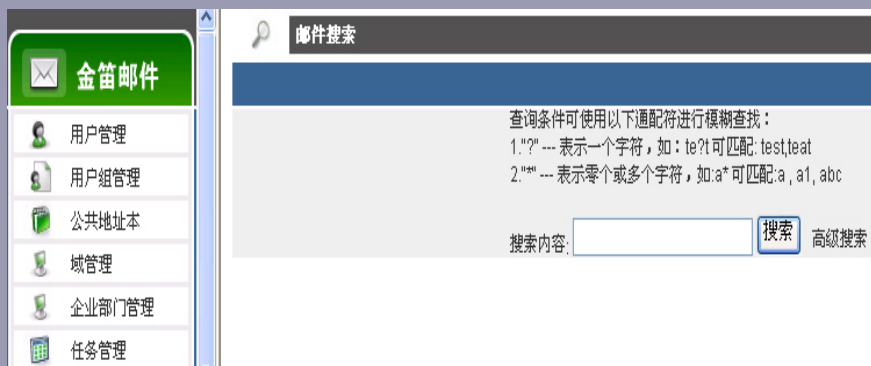 金笛邮件
用户管理
用户组管理
公共地址本
域管理
企业部门管理
任务管理
邮件搜索
查询条件可使用以下通配符进行模糊查找：
1."?" --- 表示一个字符，如：te?t 可匹配: test,teat
2."*" --- 表示零个或多个字符，如:a* 可匹配:a , a1, abc
搜索内容: 搜索 高级搜索